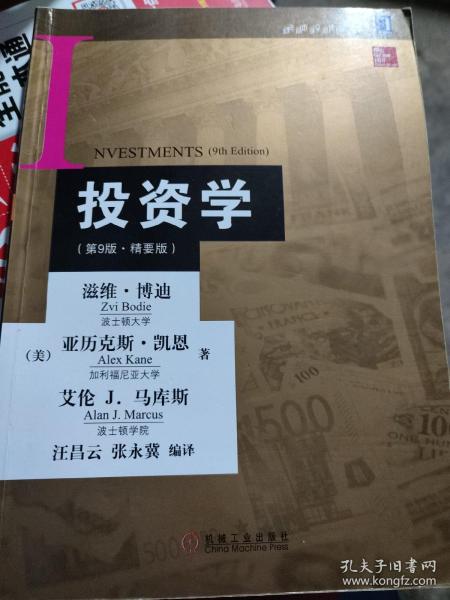 INVESTMENTS (9th Edition)
投资学
(第9版·精要版)
滋维·博迪
Zvi Bodie
波士顿大学
(美) 亚历克斯·凯恩 著
Alex Kane
加利福尼亚大学
艾伦 J. 马库斯
Alan J. Marcus
波士顿学院
汪昌云 张永冀 编译
500
机械工业出版社
China Machine Press
孔夫子旧书网
www.kongfz.com